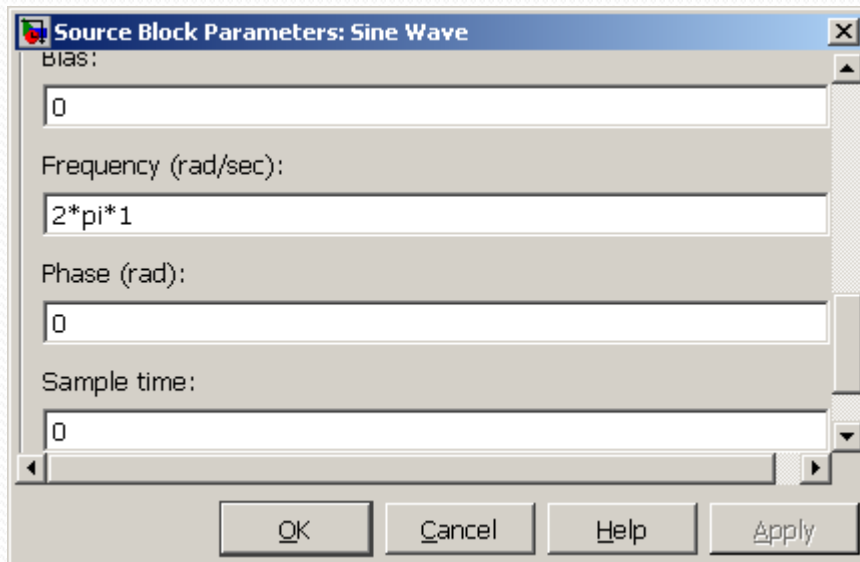 Source Block Parameters: Sine Wave
Bias:
0
Frequency (rad/sec):
2*pi*1
Phase (rad):
0
Sample time:
0
OK Cancel Help Apply